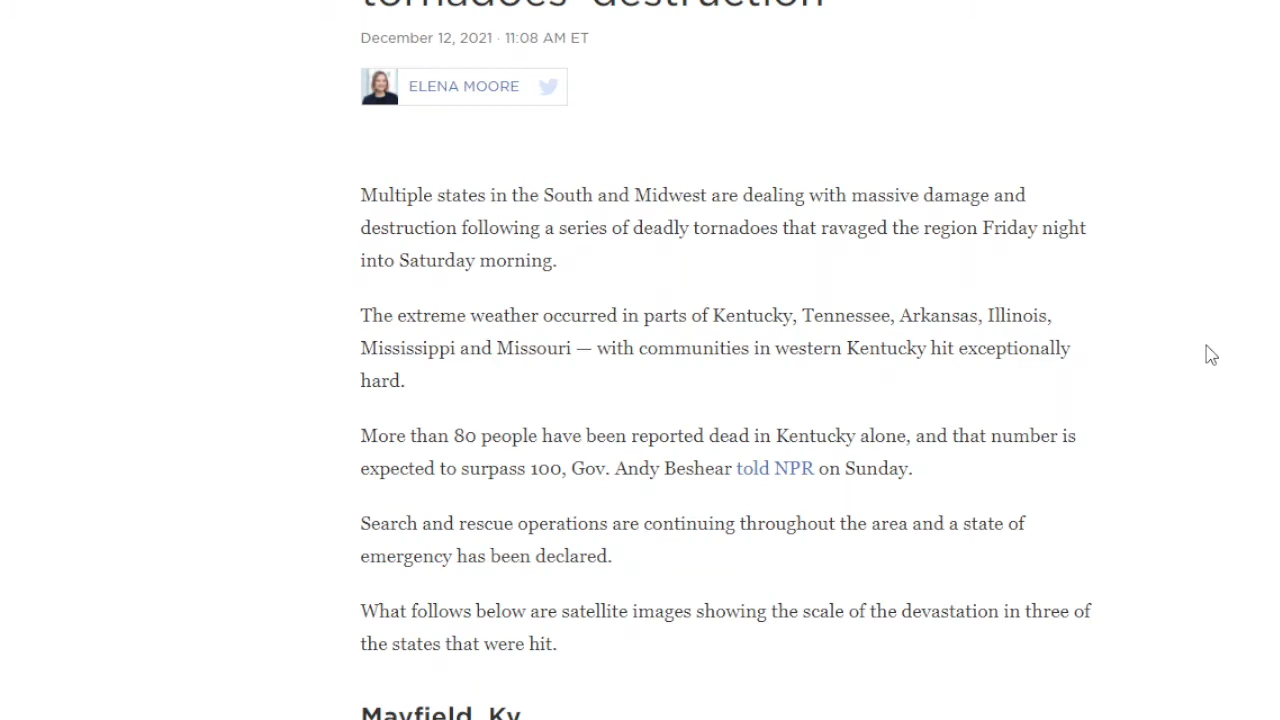 tornadoes' destruction
December 12, 2021 · 11:08 AM ET
ELENA MOORE
Multiple states in the South and Midwest are dealing with massive damage and
destruction following a series of deadly tornadoes that ravaged the region Friday night
into Saturday morning.
The extreme weather occurred in parts of Kentucky, Tennessee, Arkansas, Illinois,
Mississippi and Missouri — with communities in western Kentucky hit exceptionally
hard.
More than 80 people have been reported dead in Kentucky alone, and that number is
expected to surpass 100, Gov. Andy Beshear told NPR on Sunday.
Search and rescue operations are continuing throughout the area and a state of
emergency has been declared.
What follows below are satellite images showing the scale of the devastation in three of
the states that were hit.
Mayfield, Ky.